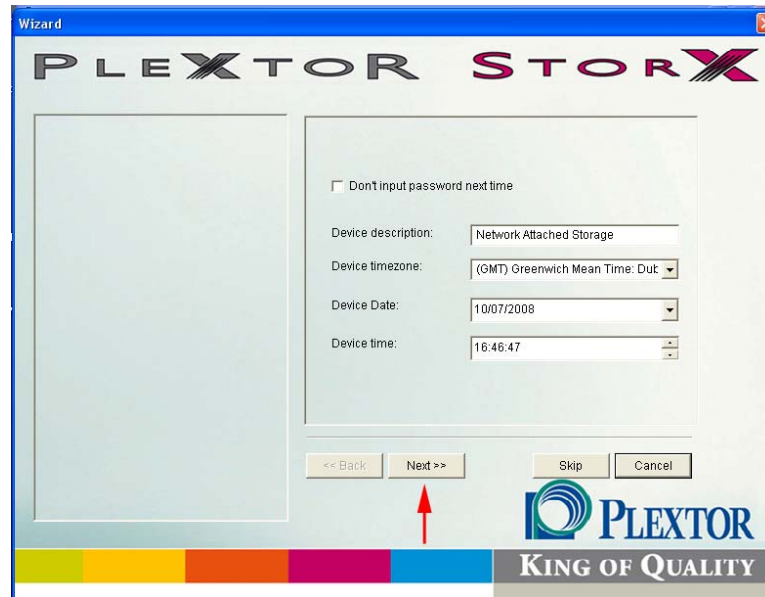 Wizard
PLEXTOR STORX
Don't input password next time
Device description: Network Attached Storage
Device timezone: (GMT) Greenwich Mean Time: Dub
Device Date: 10/07/2008
Device time: 16:46:47
<< Back Next >> Skip Cancel
PLEXTOR
KING OF QUALITY